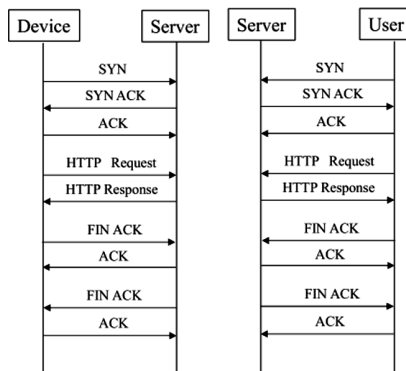 Device Server Server User
SYN SYN
SYN ACK SYN ACK
ACK ACK
HTTP Request HTTP Request
HTTP Response HTTP Response
FIN ACK FIN ACK
ACK ACK
FIN ACK FIN ACK
ACK ACK